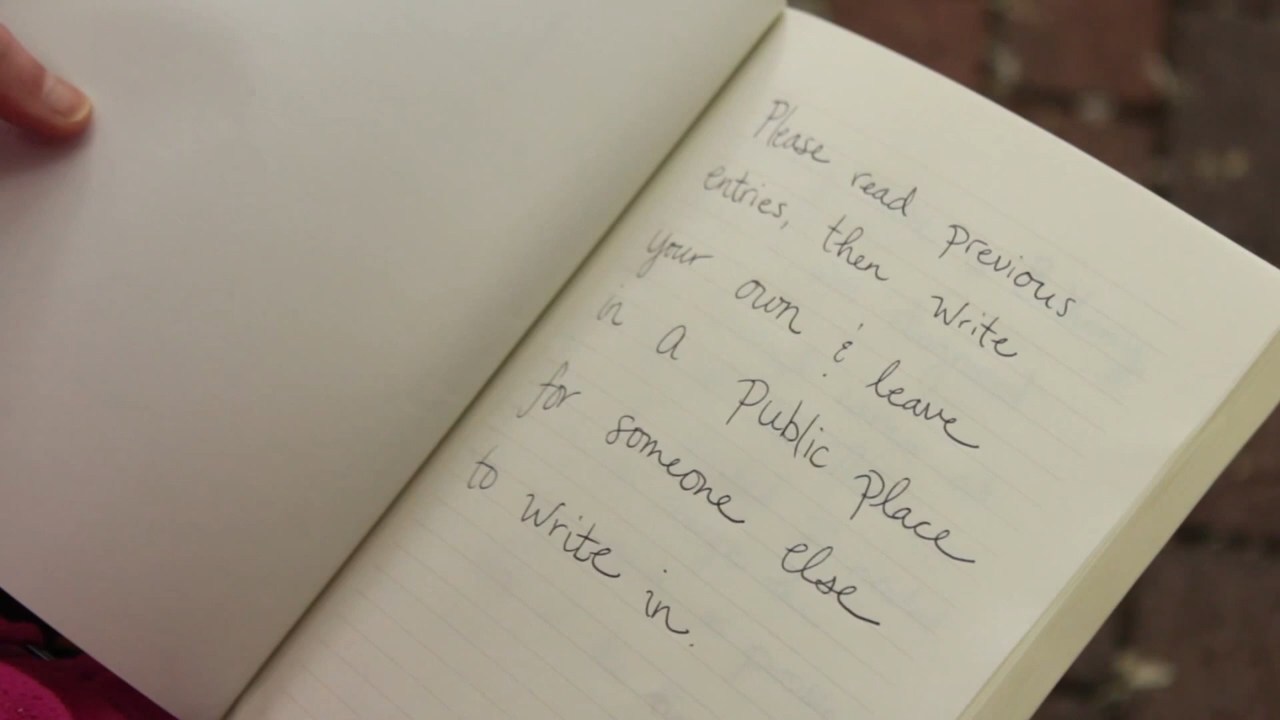 Please read previous
entries, then write
your own & leave
in a public place
for someone else
to write in.